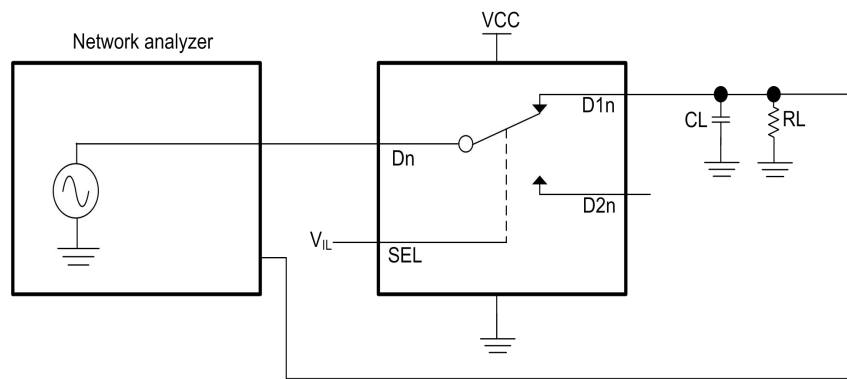 VCC
Network analyzer
D1n
CL
RL
Dn
D2n
VIL
SEL